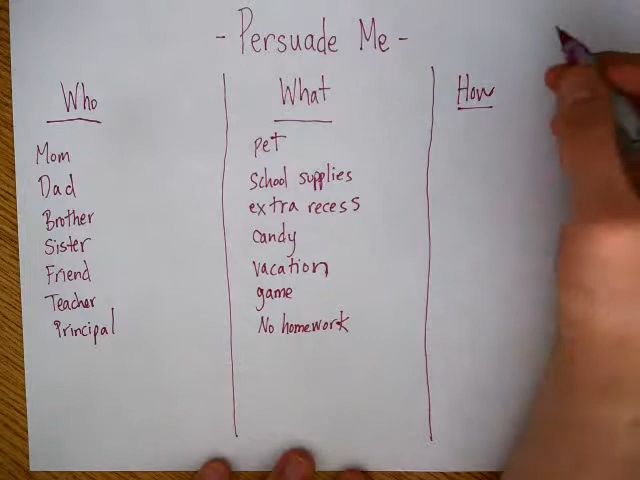 - Persuade Me -
Who
Mom
Dad
Brother
Sister
Friend
Teacher
Principal
What
pet
School supplies
extra recess
candy
vacation
game
No homework
How